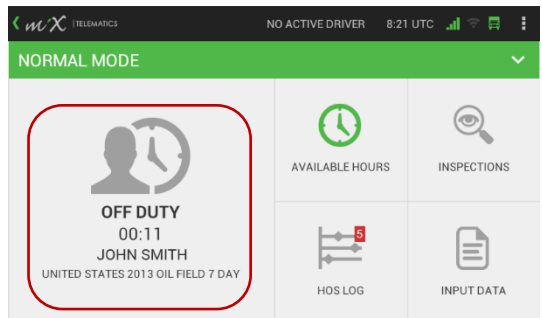 miX TELEMATICS NO ACTIVE DRIVER 8:21 UTC
NORMAL MODE
OFF DUTY
00:11
JOHN SMITH
UNITED STATES 2013 OIL FIELD 7 DAY
AVAILABLE HOURS
INSPECTIONS
5
HOS LOG
INPUT DATA